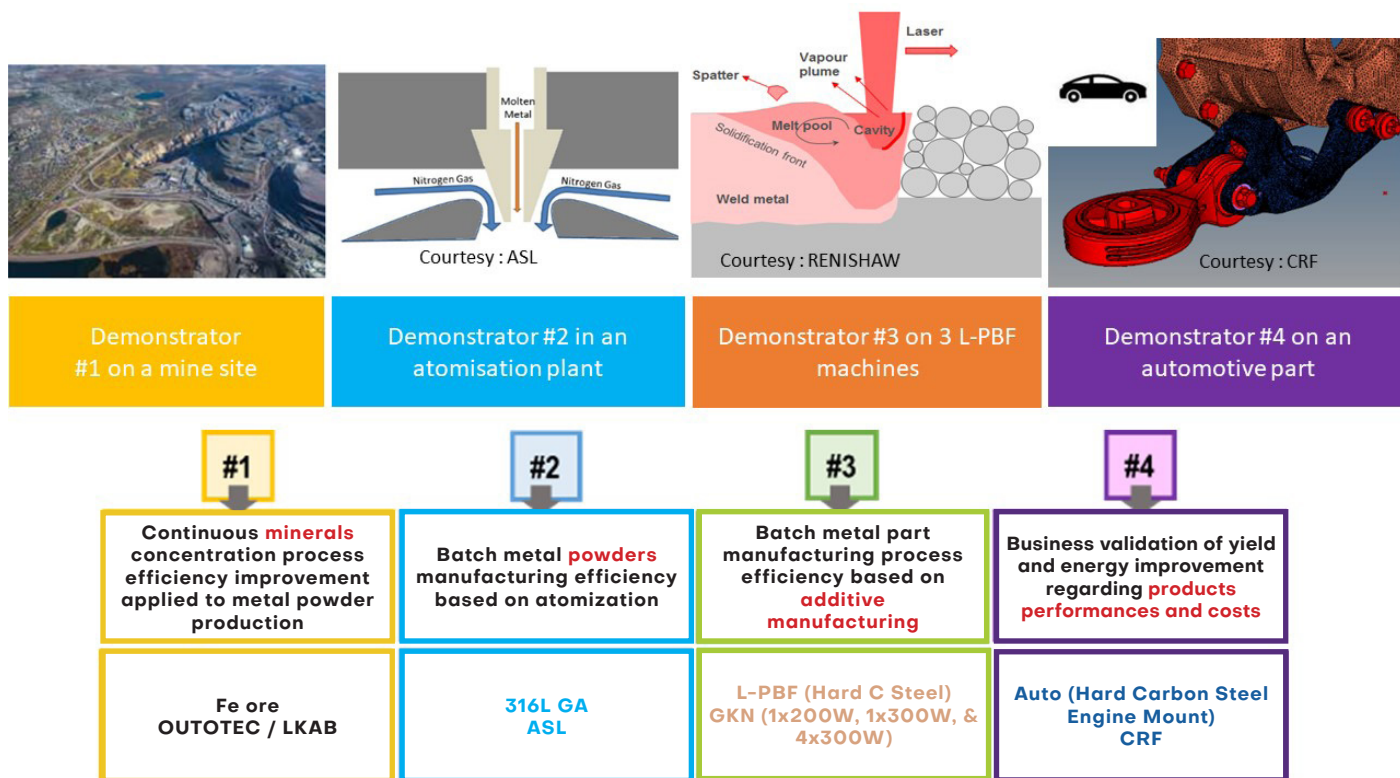 Molten
Metal
Nitrogen Gas
Nitrogen Gas
Courtesy : ASL
Laser
Spatter
Vapour
plume
Melt pool
Cavity
Solidification front
Weld metal
Courtesy : RENISHAW
Courtesy : CRF
Demonstrator
#1 on a mine site
Demonstrator #2 in an
atomisation plant
Demonstrator #3 on 3 L-PBF
machines
Demonstrator #4 on an
automotive part
#1
#2
#3
#4
Continuous minerals
concentration process
efficiency improvement
applied to metal powder
production
Batch metal powders
manufacturing efficiency
based on atomization
Batch metal part
manufacturing process
efficiency based on
additive
manufacturing
Business validation of yield
and energy improvement
regarding products
performances and costs
Fe ore
OUTOTEC / LKAB
316L GA
ASL
L-PBF (Hard C Steel)
GKN (1x200W, 1x300W, &
4x300W)
Auto (Hard Carbon Steel
Engine Mount)
CRF